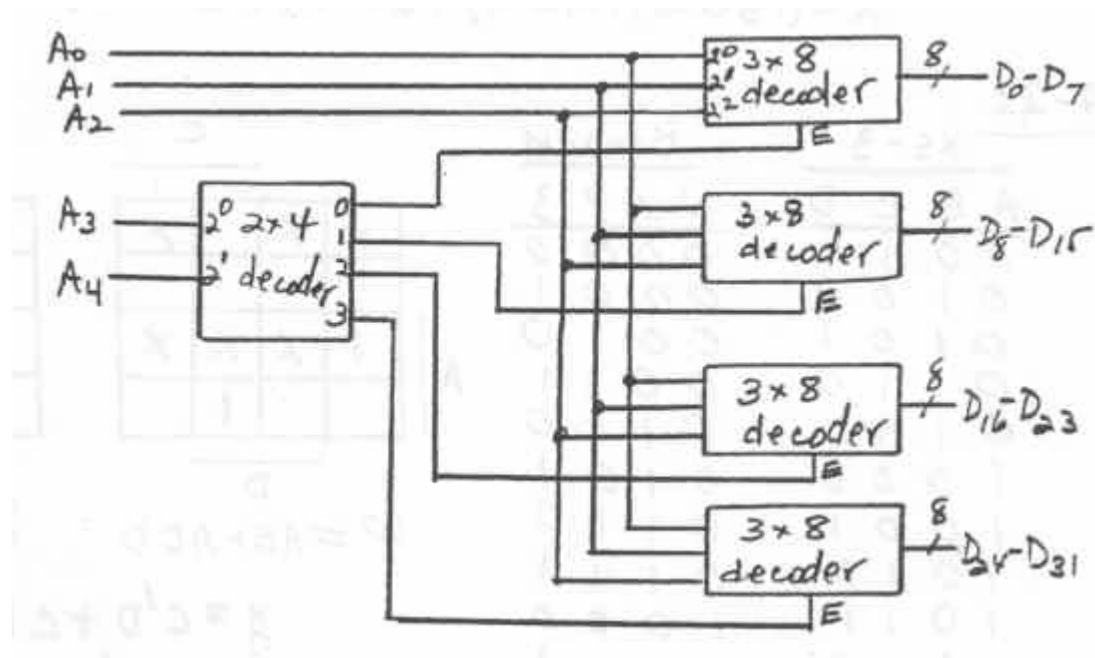 A0
A1
A2
2^0 3×8
2^1 decoder
2^2
E
8
D0-D7
A3
A4
2^0 2×4
2^1 decoder
0
1
2
3
3×8
decoder
E
8
D8-D15
3×8
decoder
E
8
D16-D23
3×8
decoder
E
8
D24-D31